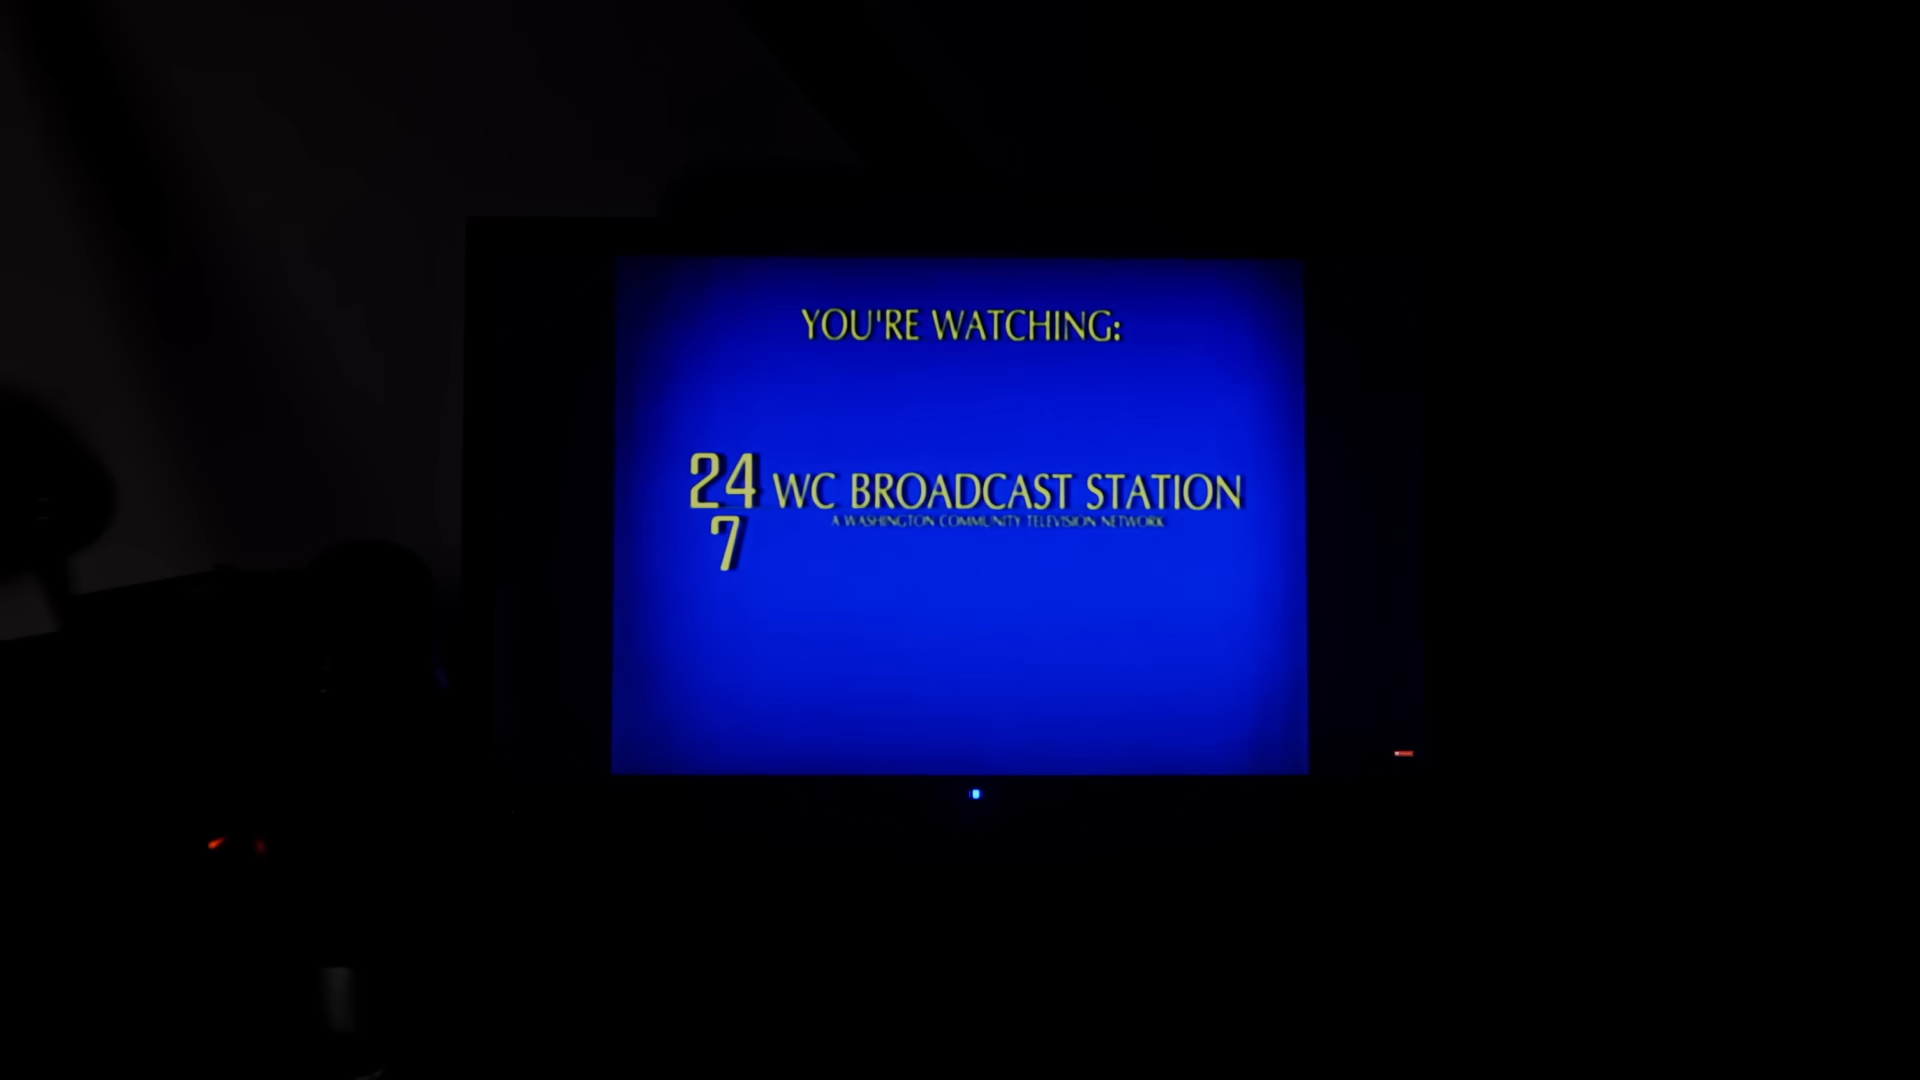 YOU'RE WATCHING:
24
7
WC BROADCAST STATION
A WASHINGTON COMMUNITY TELEVISION NETWORK